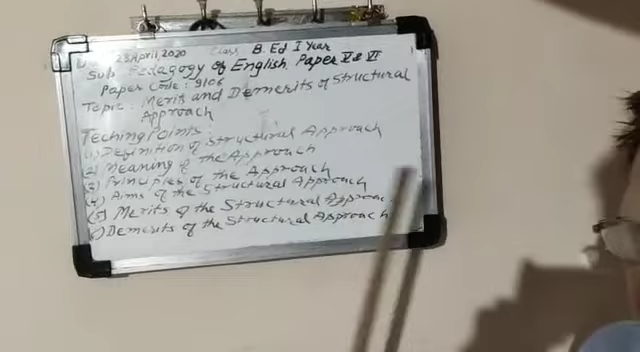 23 April, 2020 Class B. Ed I Year
Sub Pedagogy of English, Paper V & VI
Paper Code : 9106
Topic : Merits and Demerits of Structural
Approach
Teching Points :
(1) Definition of Structural Approach
(2) Meaning of the Approach
(3) Principles of the Approach
(4) Aims of the Structural Approach
(5) Merits of the Structural Approac
(6) Demerits of the Structural Approach